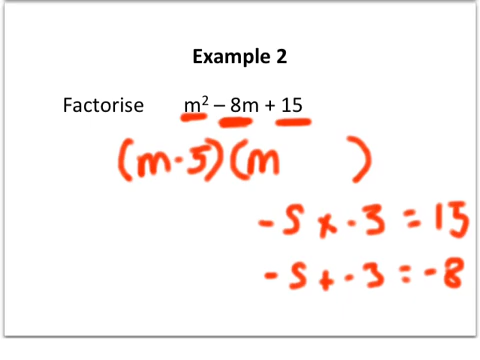 Example 2
Factorise m² – 8m + 15
(m-5)(m )
-5 x -3 = 15
-5 + -3 = -8